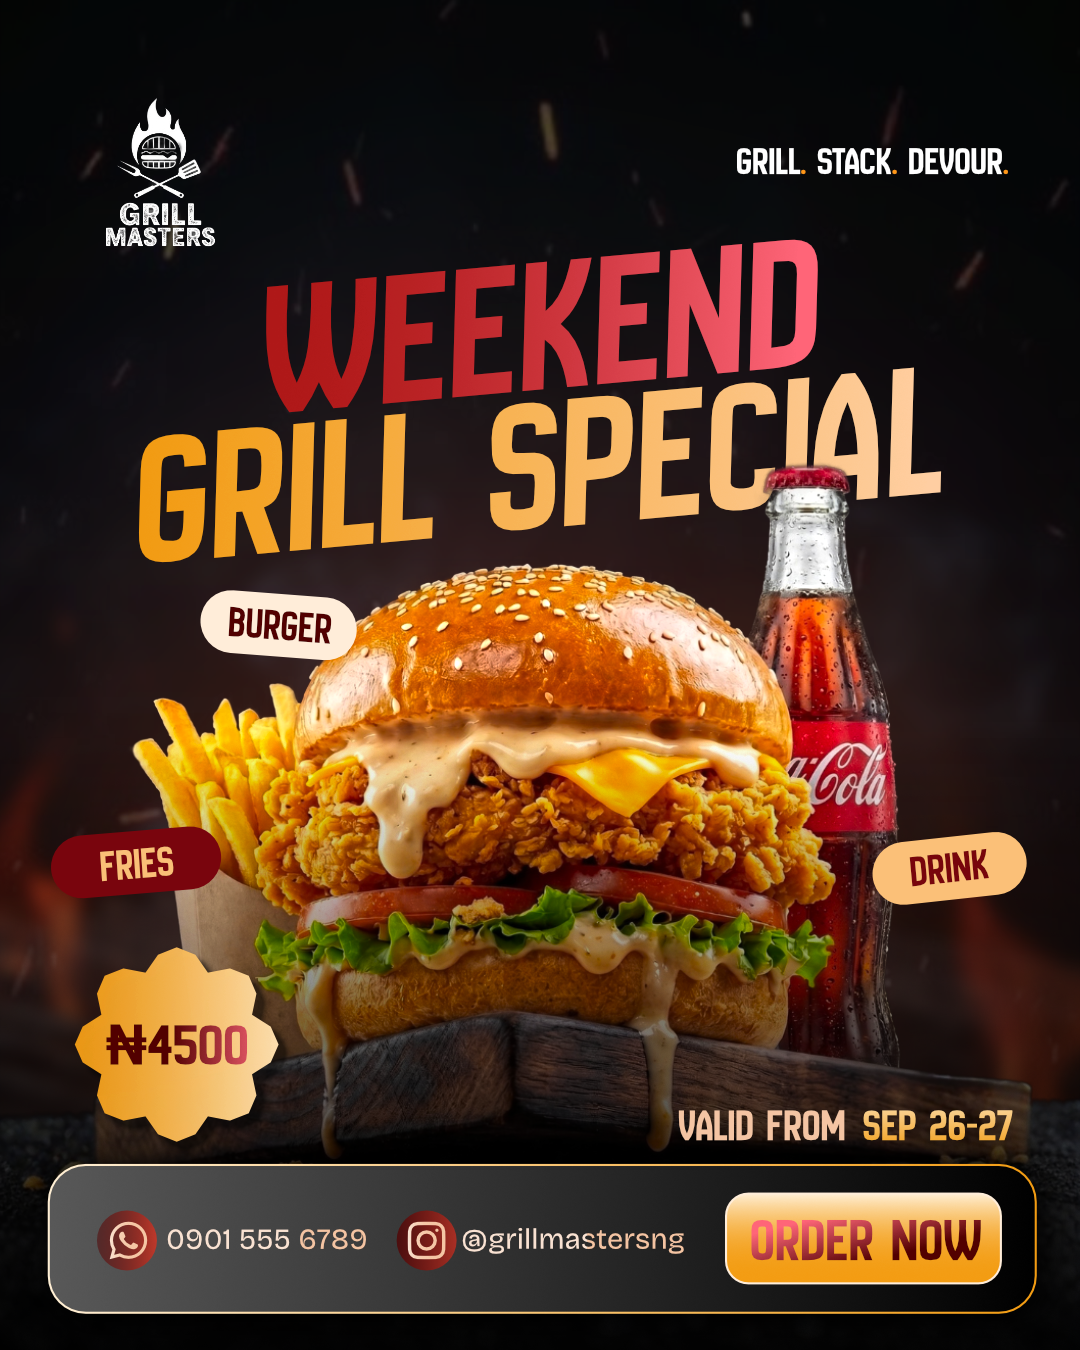 GRILL MASTERS
GRILL. STACK. DEVOUR.
WEEKEND
GRILL SPECIAL
BURGER
Cola
FRIES
DRINK
₦4500
VALID FROM SEP 26-27
0901 555 6789
@grillmastersng
ORDER NOW